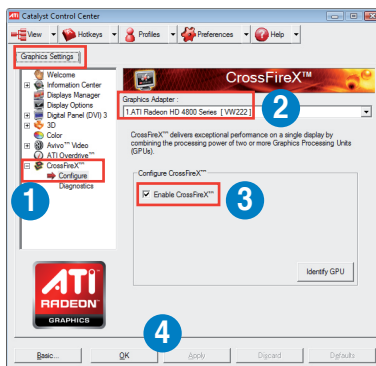 ATI Catalyst Control Center
View Hotkeys Profiles Preferences Help
Graphics Settings
Welcome
Information Center
Displays Manager
Display Options
Digital Panel (DVI) 3
3D
Color
Avivo™ Video
ATI Overdrive™
CrossFireX™
Configure
Diagnostics
1
CrossFireX™
Graphics Adapter :
1.ATI Radeon HD 4800 Series [ VW222 ]
2
CrossFireX™ delivers exceptional performance on a single display by
combining the processing power of two or more Graphics Processing Units
(GPUs).
Configure CrossFireX™
Enable CrossFireX™
3
Identify GPU
ATI
RADEON
GRAPHICS
4
Basic... OK Apply Discard Defaults